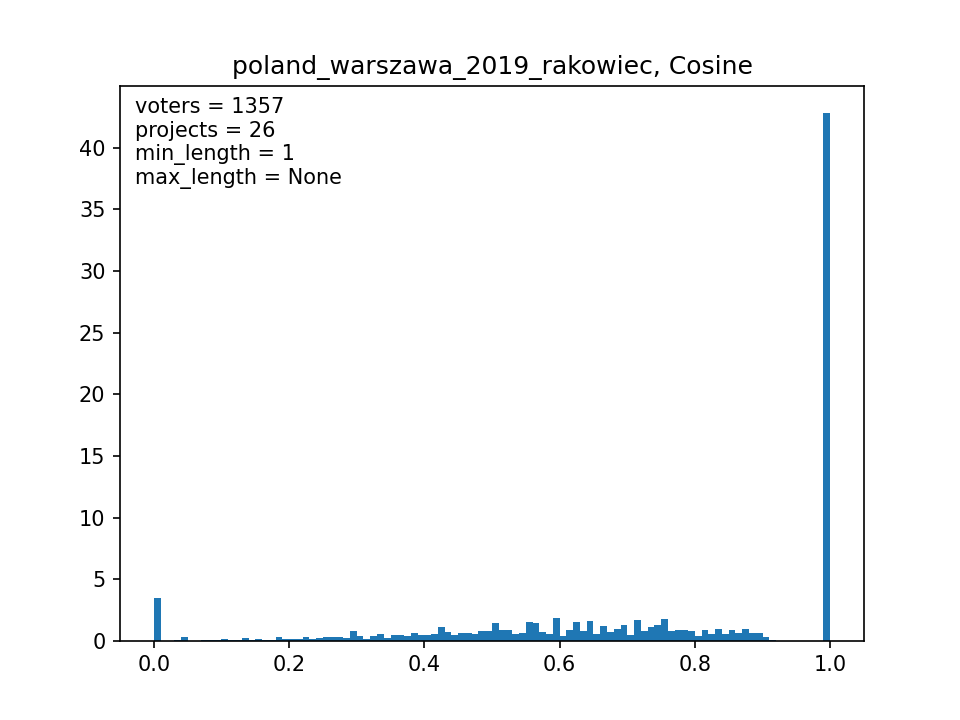 poland_warszawa_2019_rakowiec, Cosine
voters = 1357
projects = 26
min_length = 1
max_length = None
40
35
30
25
20
15
10
5
0
0.0 0.2 0.4 0.6 0.8 1.0